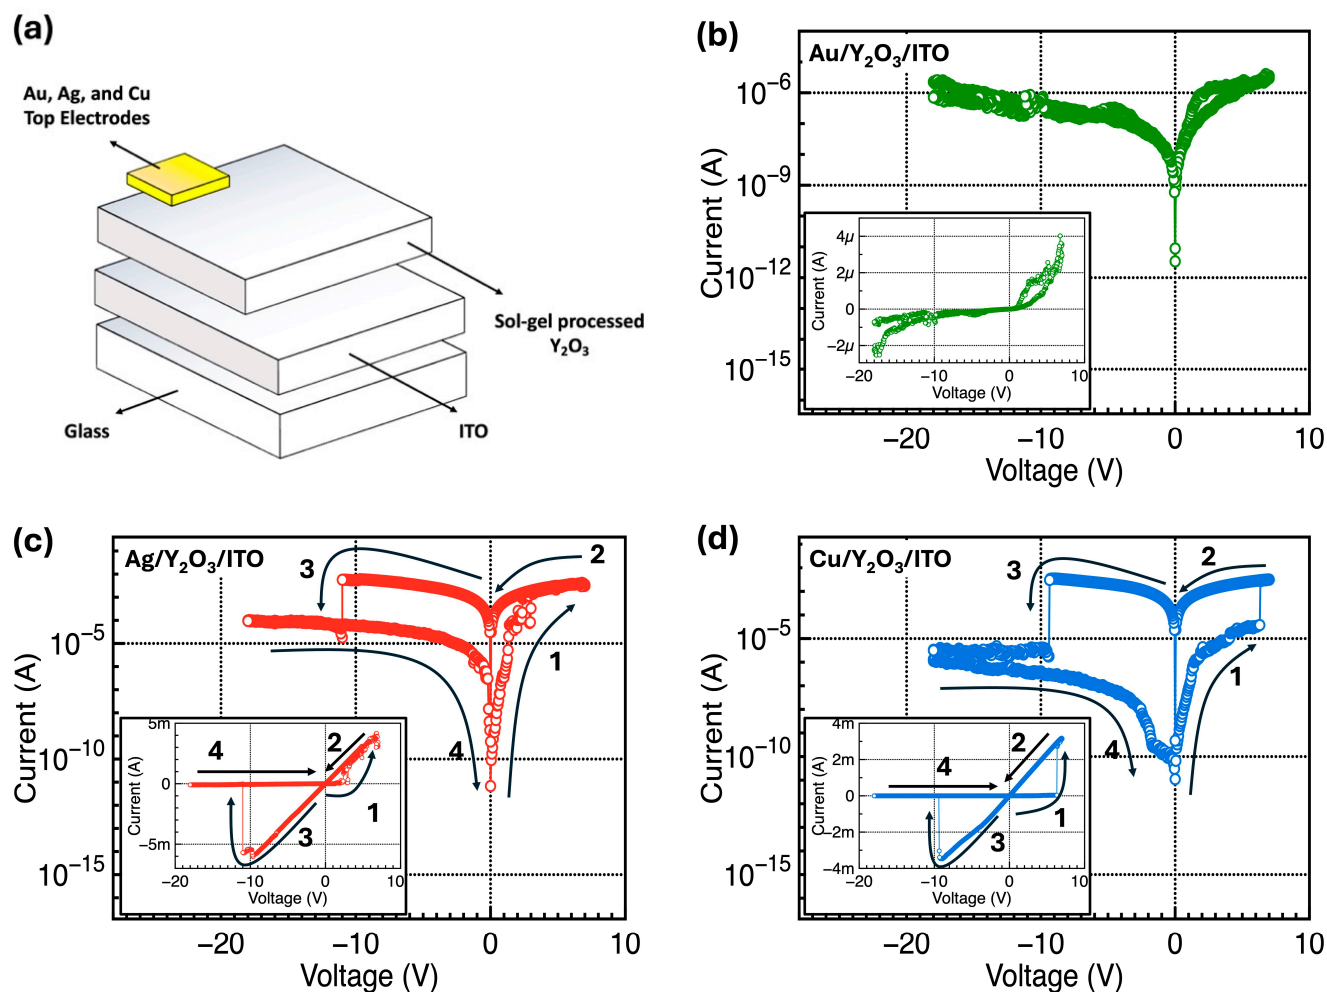 (a)
Au, Ag, and Cu
Top Electrodes
Sol-gel processed
Y₂O₃
Glass
ITO
(b)
Au/Y₂O₃/ITO
Current (A)
10⁻⁶
10⁻⁹
10⁻¹²
10⁻¹⁵
−20
−10
0
10
Voltage (V)
Current (A)
4μ
2μ
0
−2μ
−20
−10
0
10
Voltage (V)
(c)
Ag/Y₂O₃/ITO
3
2
1
4
Current (A)
10⁻⁵
10⁻¹⁰
10⁻¹⁵
−20
−10
0
10
Voltage (V)
Current (A)
5m
0
−5m
4
2
1
3
−20
−10
0
10
Voltage (V)
(d)
Cu/Y₂O₃/ITO
3
2
1
4
Current (A)
10⁻⁵
10⁻¹⁰
10⁻¹⁵
−20
−10
0
10
Voltage (V)
Current (A)
4m
2m
0
−2m
−4m
2
4
1
3
−20
−10
0
10
Voltage (V)